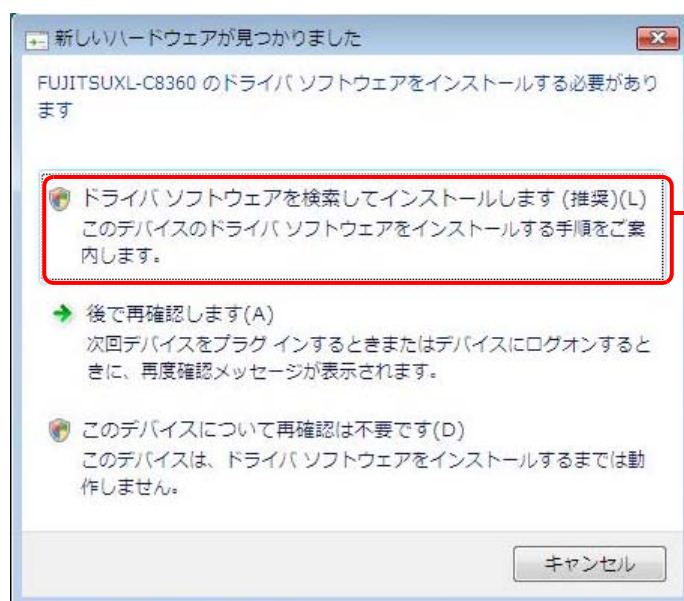 新しいハードウェアが見つかりました
FUJITSUXL-C8360 のドライバ ソフトウェアをインストールする必要があり
ます
ドライバ ソフトウェアを検索してインストールします (推奨)(L)
このデバイスのドライバ ソフトウェアをインストールする手順をご案
内します。
後で再確認します(A)
次回デバイスをプラグ インするときまたはデバイスにログオンすると
きに、再度確認メッセージが表示されます。
このデバイスについて再確認は不要です(D)
このデバイスは、ドライバ ソフトウェアをインストールするまでは動
作しません。
キャンセル